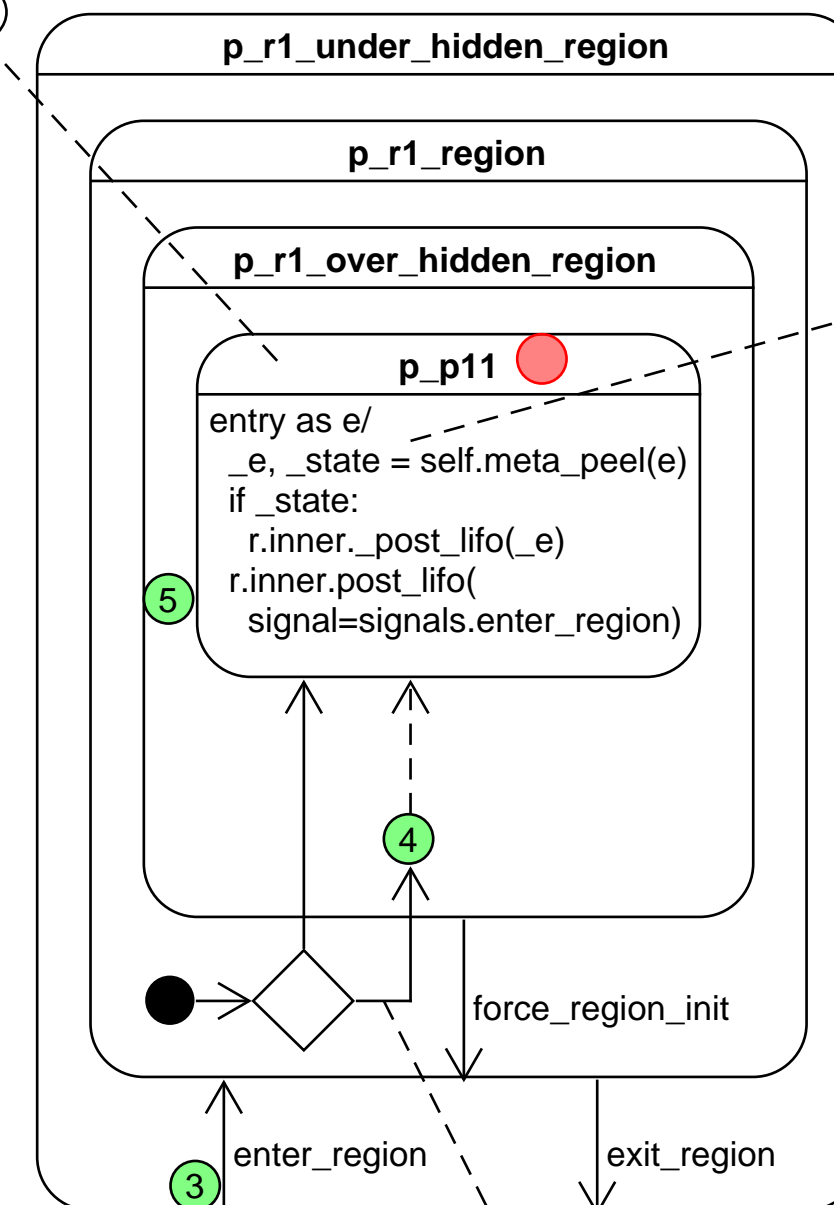 p_r1_under_hidden_region
p_r1_region
p_r1_over_hidden_region
p_p11
entry as e/
_e, _state = self.meta_peel(e)
if _state:
r.inner._post_lifo(_e)
r.inner.post_lifo(
signal=signals.enter_region)
5
4
force_region_init
enter_region
exit_region
3